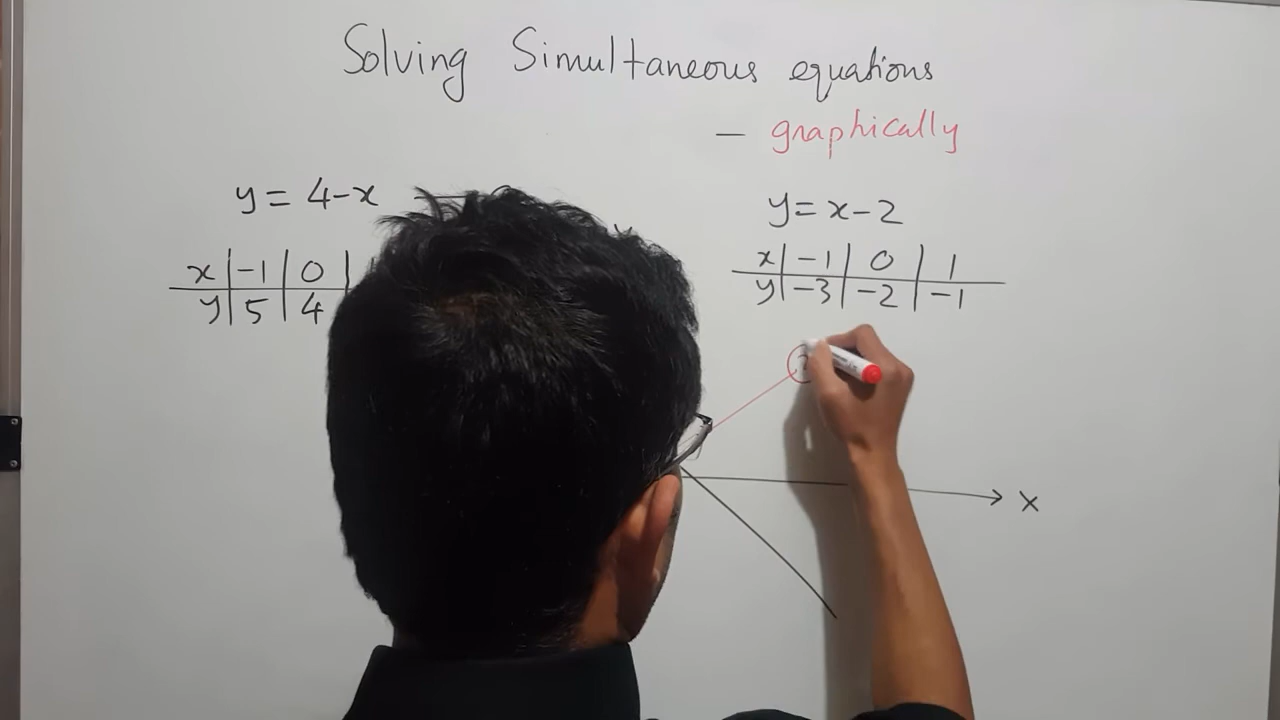 Solving Simultaneous equations
— graphically
y = 4-x
x | -1 | 0 |
y | 5 | 4
y = x-2
x | -1 | 0 | 1
y | -3 | -2 | -1
x